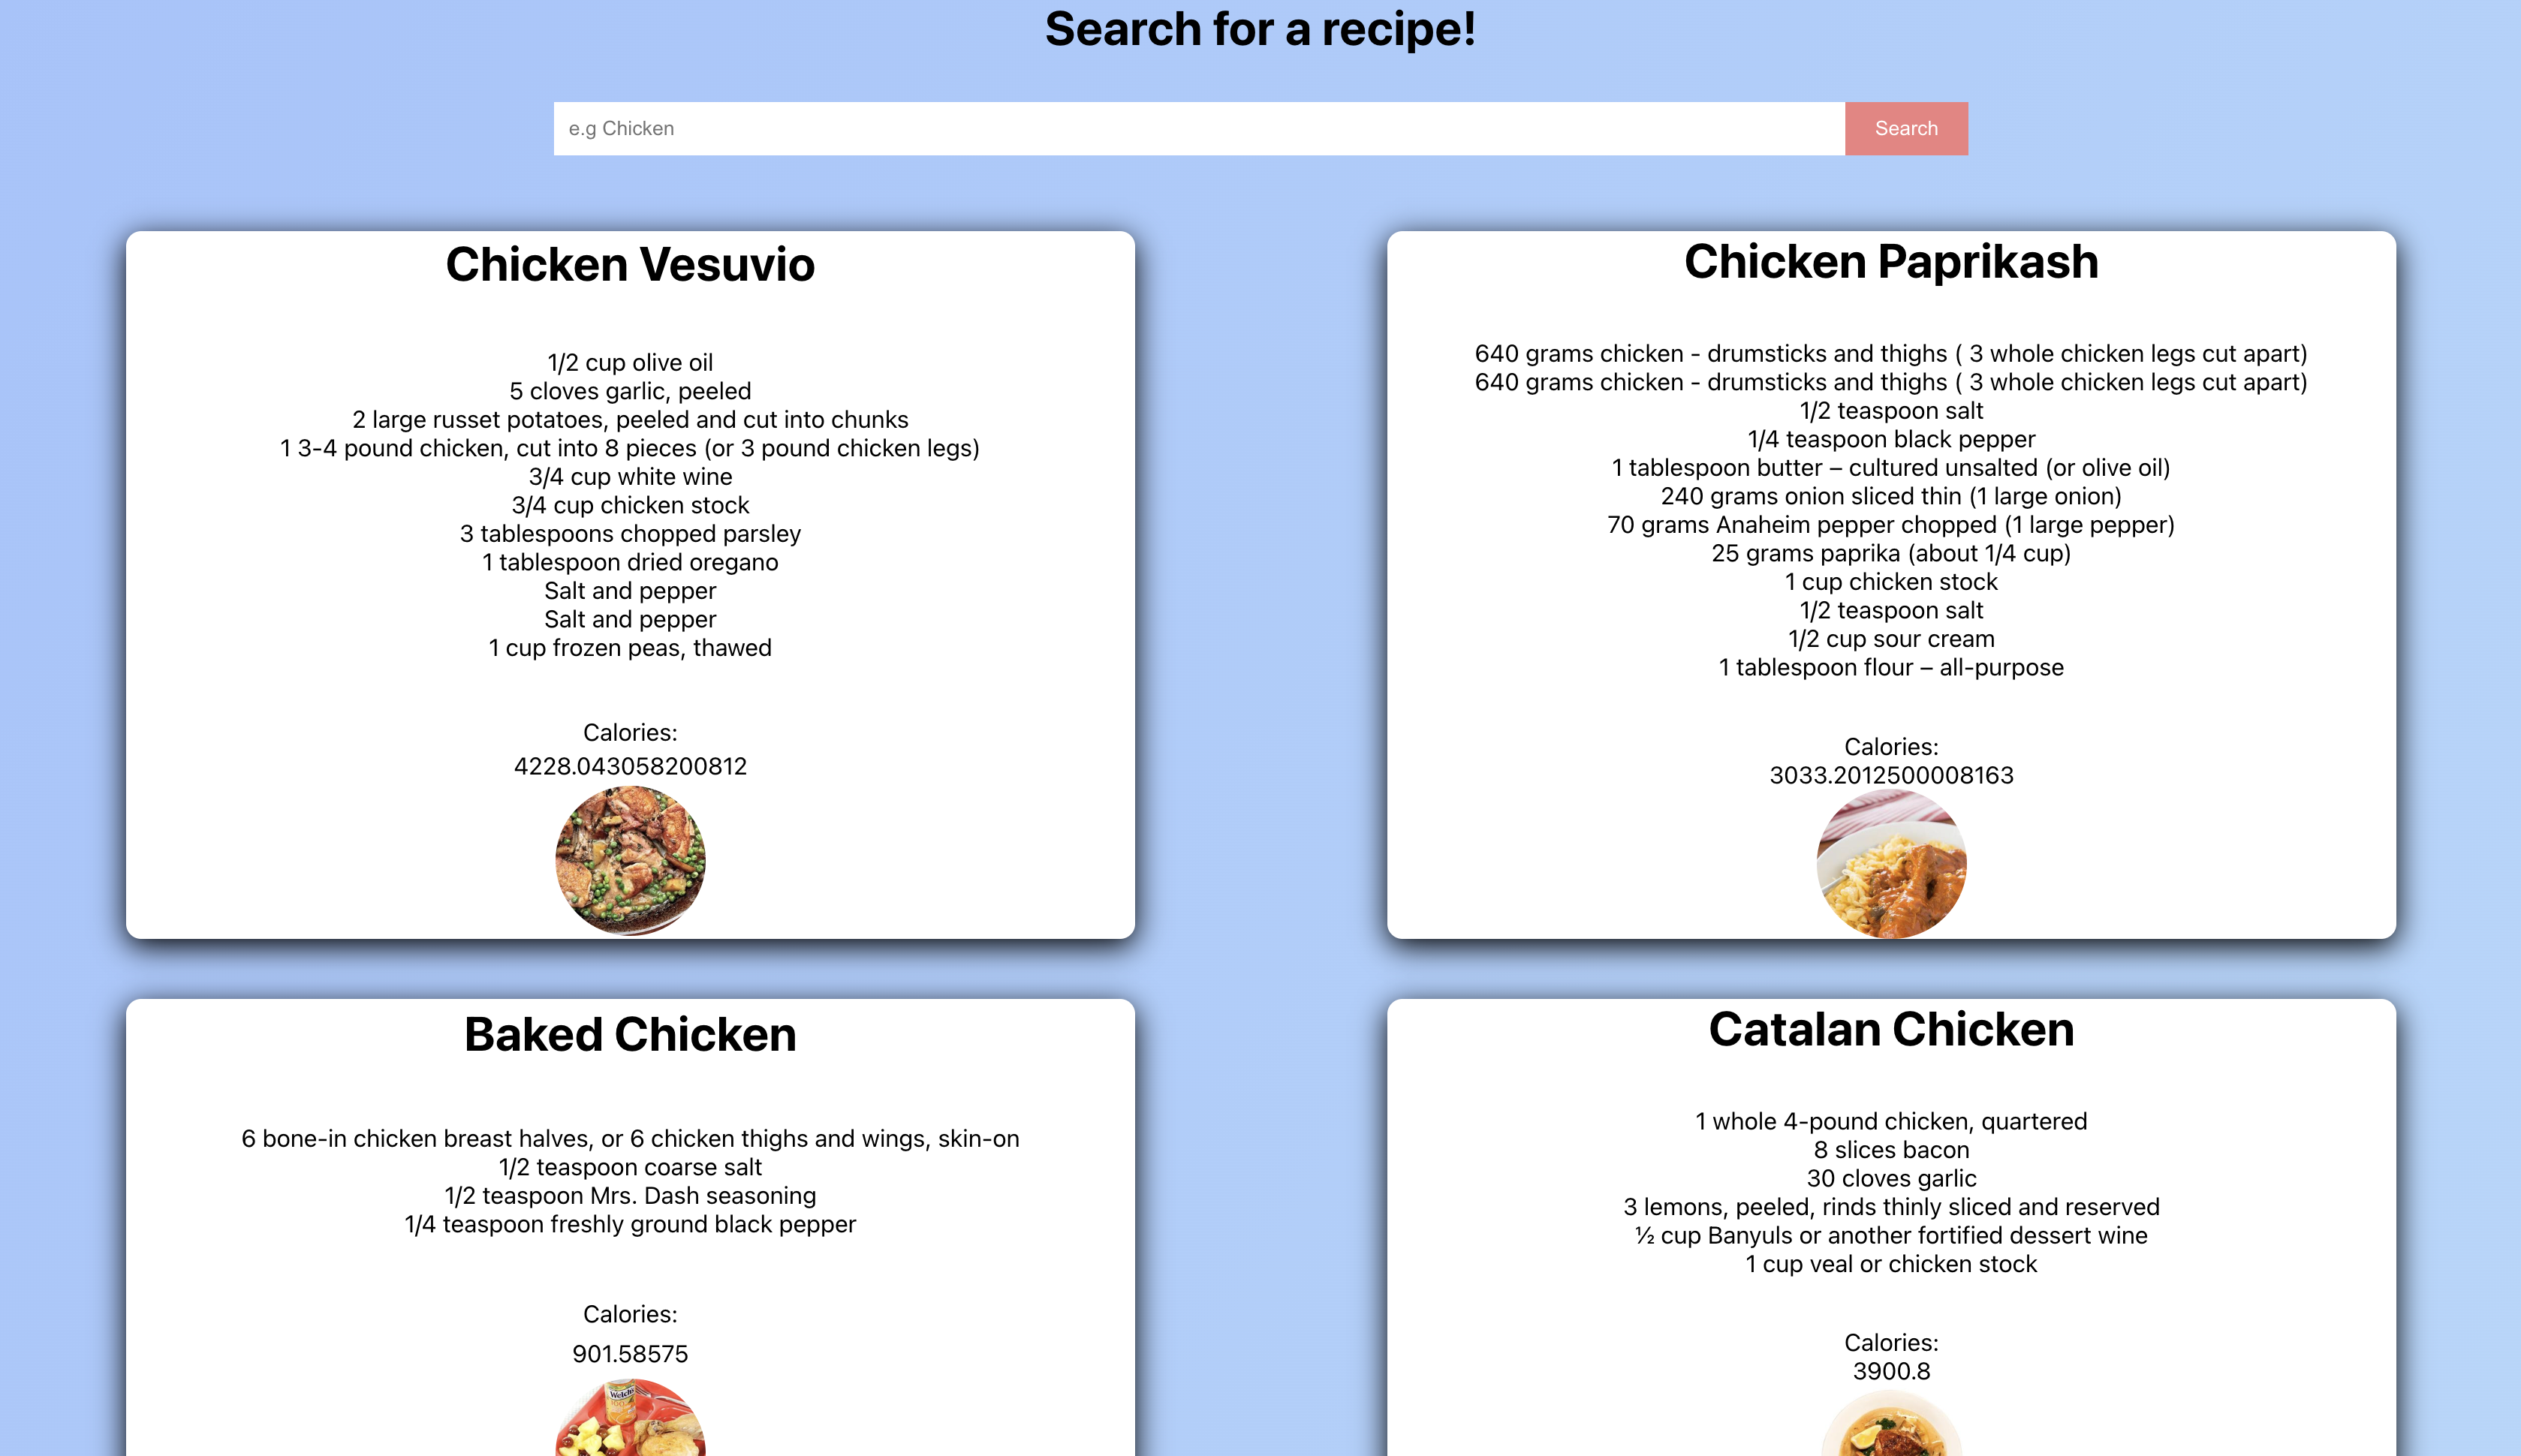 Search for a recipe!
e.g Chicken
Search
Chicken Vesuvio
1/2 cup olive oil
5 cloves garlic, peeled
2 large russet potatoes, peeled and cut into chunks
1 3-4 pound chicken, cut into 8 pieces (or 3 pound chicken legs)
3/4 cup white wine
3/4 cup chicken stock
3 tablespoons chopped parsley
1 tablespoon dried oregano
Salt and pepper
Salt and pepper
1 cup frozen peas, thawed
Calories:
4228.043058200812
Chicken Paprikash
640 grams chicken - drumsticks and thighs ( 3 whole chicken legs cut apart)
640 grams chicken - drumsticks and thighs ( 3 whole chicken legs cut apart)
1/2 teaspoon salt
1/4 teaspoon black pepper
1 tablespoon butter – cultured unsalted (or olive oil)
240 grams onion sliced thin (1 large onion)
70 grams Anaheim pepper chopped (1 large pepper)
25 grams paprika (about 1/4 cup)
1 cup chicken stock
1/2 teaspoon salt
1/2 cup sour cream
1 tablespoon flour – all-purpose
Calories:
3033.2012500008163
Baked Chicken
6 bone-in chicken breast halves, or 6 chicken thighs and wings, skin-on
1/2 teaspoon coarse salt
1/2 teaspoon Mrs. Dash seasoning
1/4 teaspoon freshly ground black pepper
Calories:
901.58575
Welch's
Catalan Chicken
1 whole 4-pound chicken, quartered
8 slices bacon
30 cloves garlic
3 lemons, peeled, rinds thinly sliced and reserved
½ cup Banyuls or another fortified dessert wine
1 cup veal or chicken stock
Calories:
3900.8